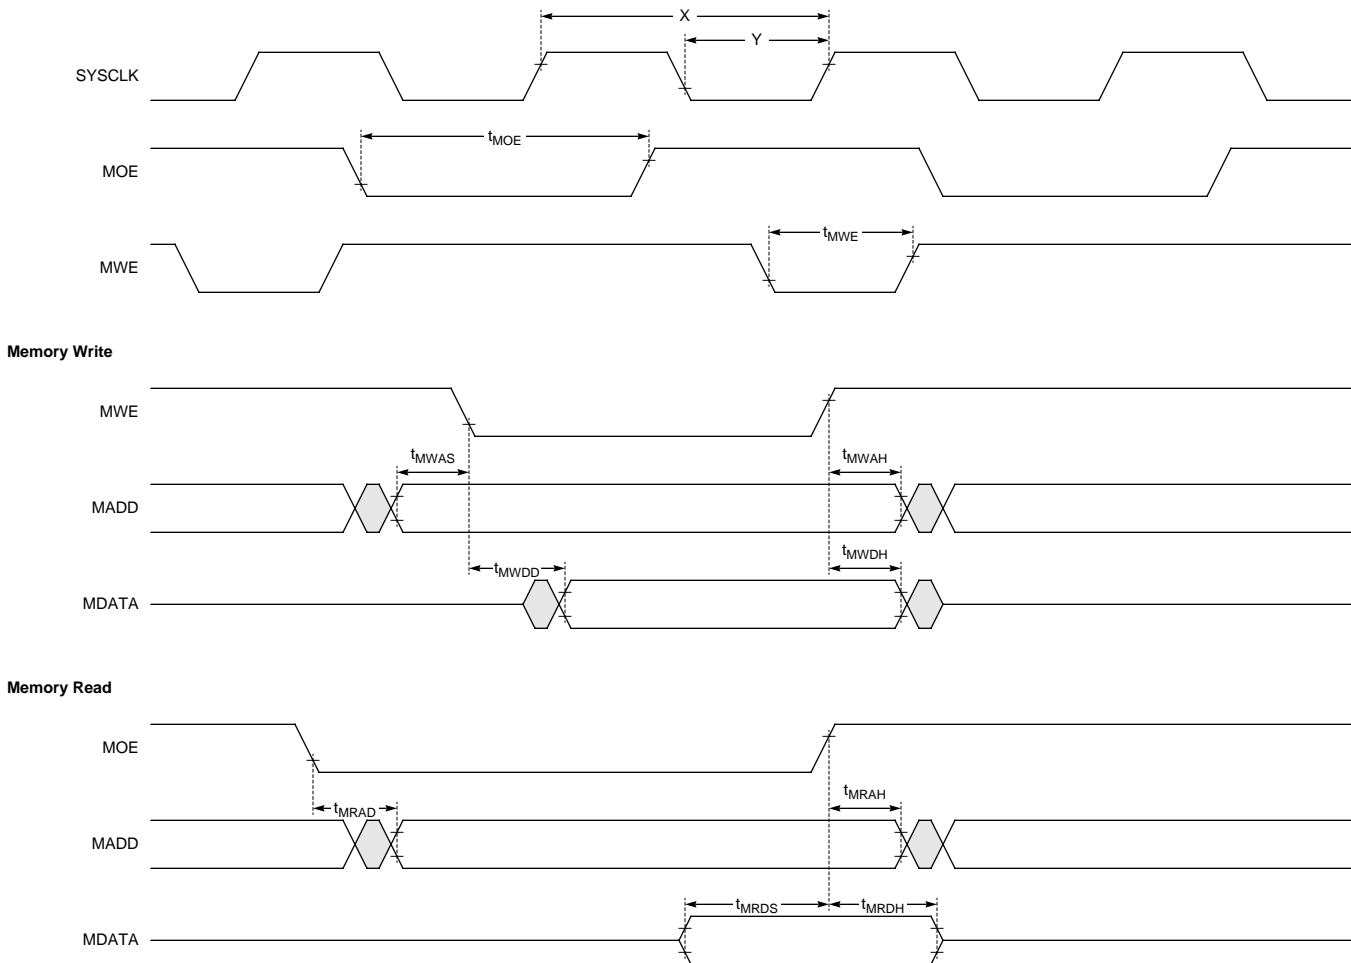 X
Y
SYSCLK
tMOE
MOE
tMWE
MWE
Memory Write
MWE
tMWAS
tMWAH
MADD
tMWDD
tMWDH
MDATA
Memory Read
MOE
tMRAD
tMRAH
MADD
tMRDS
tMRDH
MDATA